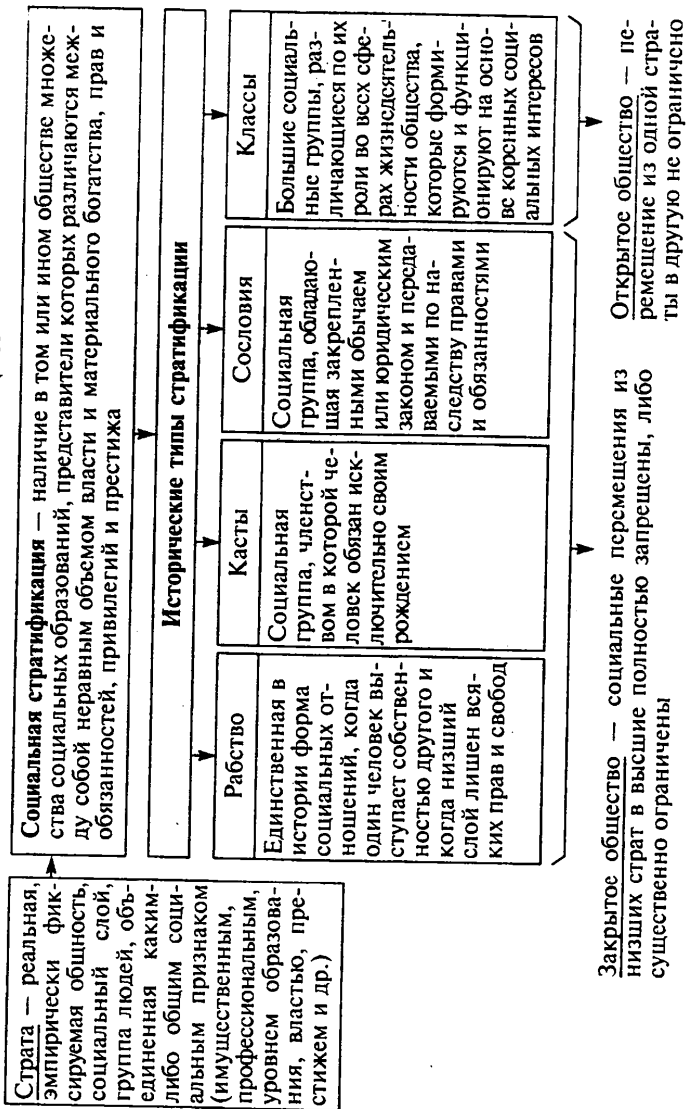 Страта — реальная,
эмпирически фик-
сируемая общность,
социальный слой,
группа людей, объ-
единенная каким-
либо общим соци-
альным признаком
(имущественным,
профессиональным,
уровнем образова-
ния, властью, пре-
стижем и др.)
Социальная стратификация — наличие в том или ином обществе множе-
ства социальных образований, представители которых различаются меж-
ду собой неравным объемом власти и материального богатства, прав и
обязанностей, привилегий и престижа
Исторические типы стратификации
Рабство
Единственная в
истории форма
социальных от-
ношений, когда
один человек вы-
ступает собствен-
ностью другого и
когда низший
слой лишен вся-
ких прав и свобод
Касты
Социальная
группа, членст-
вом в которой че-
ловек обязан иск-
лючительно своим
рождением
Сословия
Социальная
группа, обладаю-
щая закреплен-
ными обычаем
или юридическим
законом и переда-
ваемыми по на-
следству правами
и обязанностями
Классы
Большие социаль-
ные группы, раз-
личающиеся по их
роли во всех сфе-
рах жизнедеятель-
ности общества,
которые форми-
руются и функци-
онируют на осно-
ве коренных соци-
альных интересов
Закрытое общество — социальные перемещения из
низших страт в высшие полностью запрещены, либо
существенно ограничены
Открытое общество — пе-
ремещение из одной стра-
ты в другую не ограничено